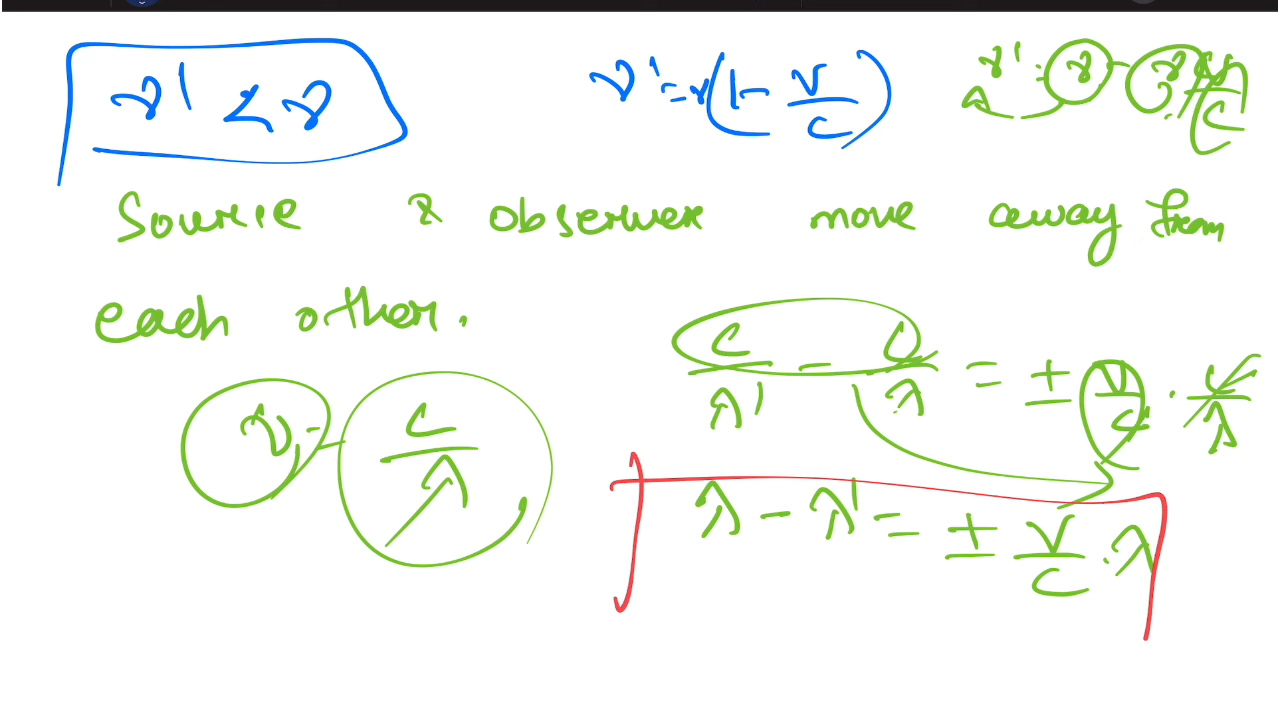 ν' < ν
ν' = ν(1 - v/c)
ν' = ν - ν v/c
Source & observer move away from
each other.
c/λ' - c/λ = ± v/c · c/λ
ν = c/λ
λ - λ' = ± v/c · λ